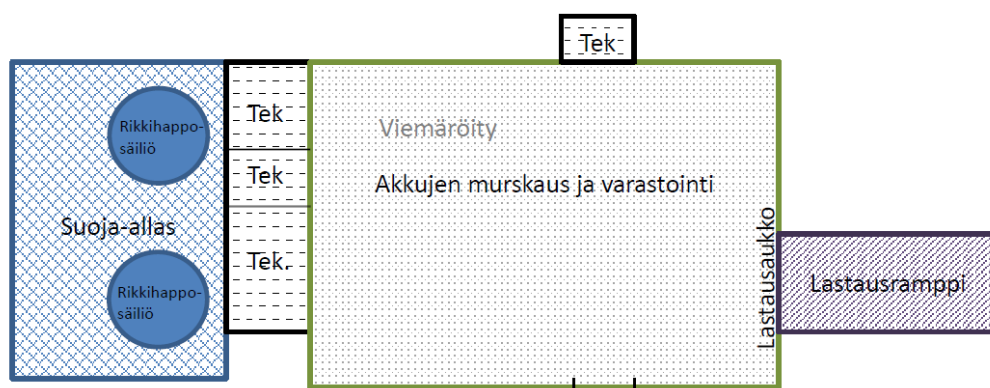 Tek
Rikkihappo-
säiliö
Tek
Viemäröity
Tek
Akkujen murskaus ja varastointi
Suoja-allas
Tek.
Rikkihappo-
säiliö
Lastausaukko
Lastausramppi